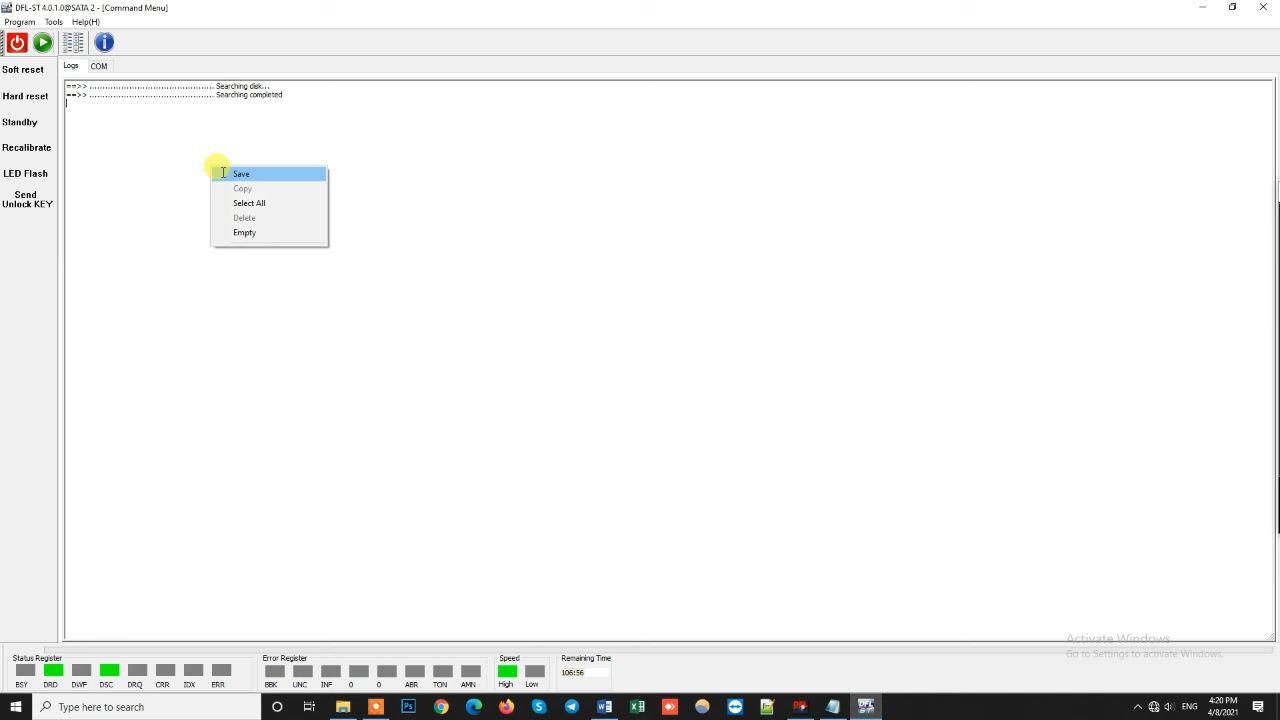 DFL-ST 4.0.1.0@SATA 2 - [Command Menu]
Program Tools Help(H)
Logs COM
Soft reset
Hard reset
Standby
Recalibrate
LED Flash
Send
Unlock KEY
==>> ................................................ Searching disk...
==>> ................................................ Searching completed
Save
Copy
Select All
Delete
Empty
Activate Windows
Go to Settings to activate Windows.
Status Register Error Register Speed Remaining Time
106:56
BSY DRD DWF DSC DRQ CRR IDX ERR BBK UNC INF 0 0 ABR TON AMN High Low
Type here to search
Ps
ENG
4:20 PM
4/8/2021